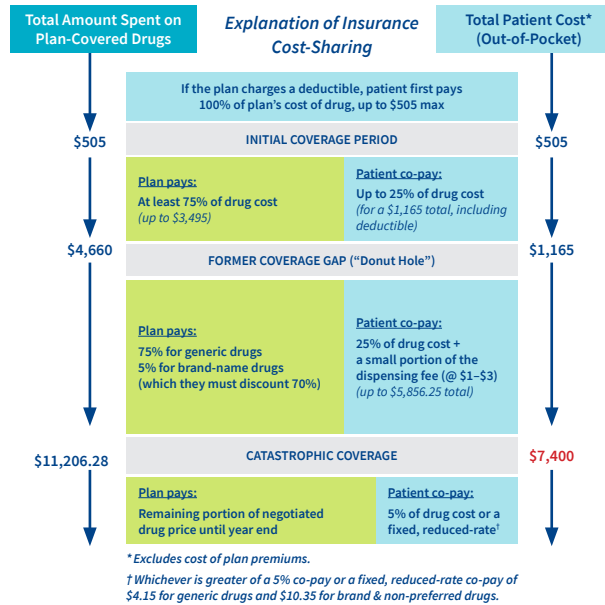 Total Amount Spent on
Plan-Covered Drugs
Explanation of Insurance
Cost-Sharing
Total Patient Cost*
(Out-of-Pocket)
If the plan charges a deductible, patient first pays
100% of plan's cost of drug, up to $505 max
$505
INITIAL COVERAGE PERIOD
$505
Plan pays:
At least 75% of drug cost
(up to $3,495)
Patient co-pay:
Up to 25% of drug cost
(for a $1,165 total, including
deductible)
$4,660
FORMER COVERAGE GAP (“Donut Hole”)
$1,165
Plan pays:
75% for generic drugs
5% for brand-name drugs
(which they must discount 70%)
Patient co-pay:
25% of drug cost +
a small portion of the
dispensing fee (@ $1–$3)
(up to $5,856.25 total)
$11,206.28
CATASTROPHIC COVERAGE
$7,400
Plan pays:
Remaining portion of negotiated
drug price until year end
Patient co-pay:
5% of drug cost or a
fixed, reduced-rate†
* Excludes cost of plan premiums.
† Whichever is greater of a 5% co-pay or a fixed, reduced-rate co-pay of
$4.15 for generic drugs and $10.35 for brand & non-preferred drugs.